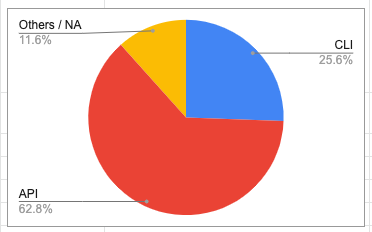 Others / NA
11.6%
CLI
25.6%
API
62.8%